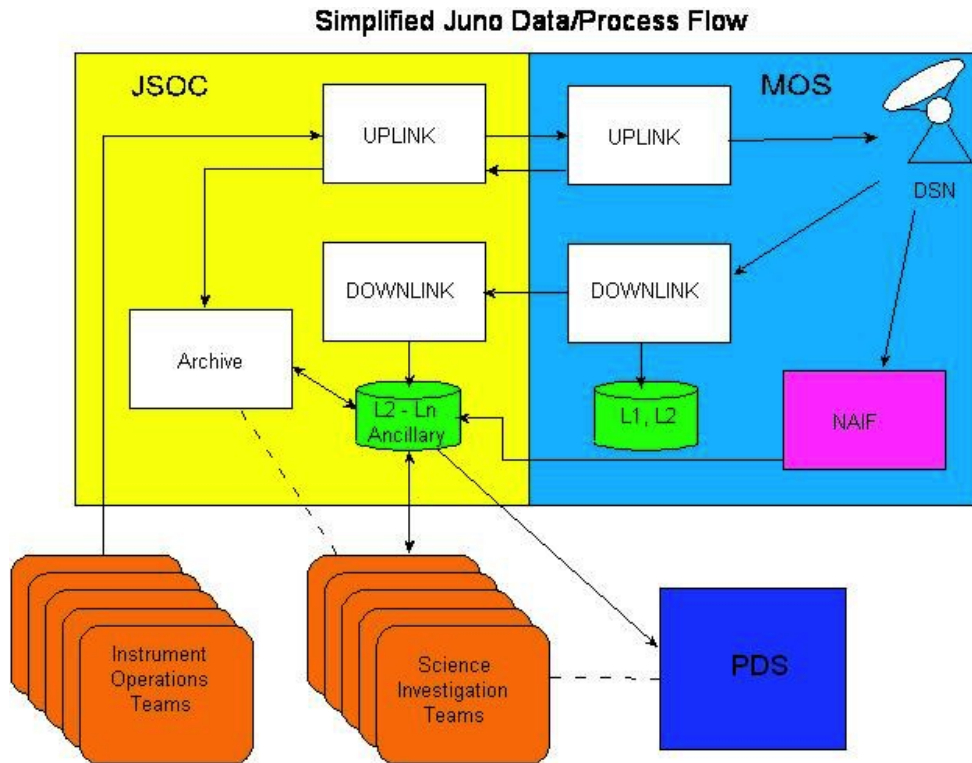 Simplified Juno Data/Process Flow
JSOC
MOS
UPLINK
UPLINK
DSN
DOWNLINK
DOWNLINK
Archive
L2 - Ln
Ancillary
L1, L2
NAIF
Instrument
Operations
Teams
Science
Investigation
Teams
PDS